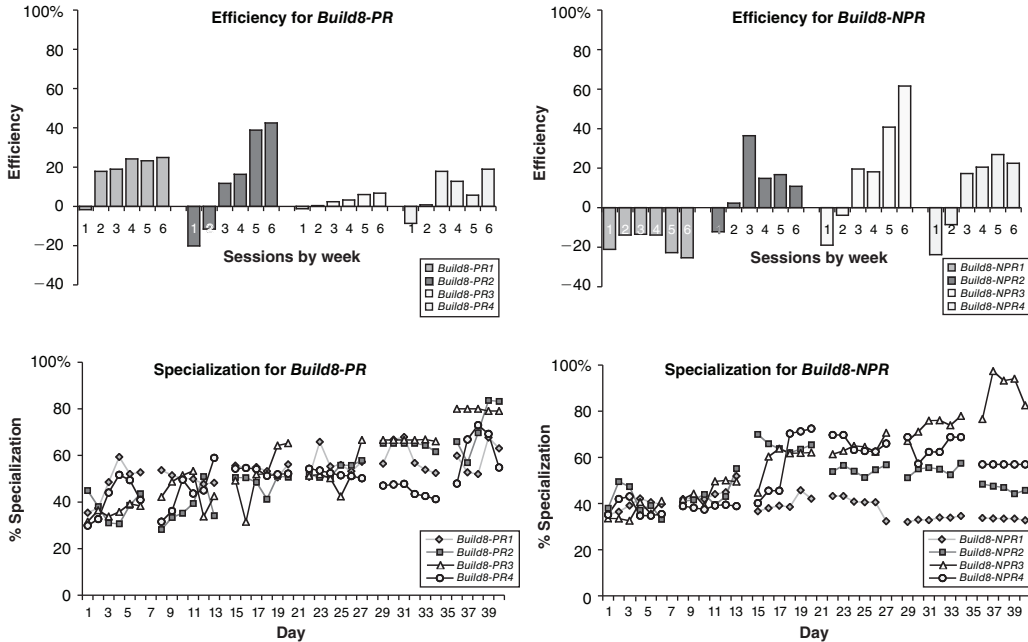 Efficiency for Build8-PR
100%
80
60
40
20
0
−20
−40
Efficiency
1 2 3 4 5 6 1 2 3 4 5 6 1 2 3 4 5 6 1 2 3 4 5 6
Sessions by week
Build8-PR1
Build8-PR2
Build8-PR3
Build8-PR4
Efficiency for Build8-NPR
100%
80
60
40
20
0
−20
−40
Efficiency
1 2 3 4 5 6 1 2 3 4 5 6 1 2 3 4 5 6 1 2 3 4 5 6
Sessions by week
Build8-NPR1
Build8-NPR2
Build8-NPR3
Build8-NPR4
Specialization for Build8-PR
100%
80
60
40
20
0
% Specialization
Build8-PR1
Build8-PR2
Build8-PR3
Build8-PR4
1 3 5 7 9 11 13 15 17 19 21 23 25 27 29 31 33 35 37 39
Day
Specialization for Build8-NPR
100%
80
60
40
20
0
% Specialization
Build8-NPR1
Build8-NPR2
Build8-NPR3
Build8-NPR4
1 3 5 7 9 11 13 15 17 19 21 23 25 27 29 31 33 35 37 39
Day